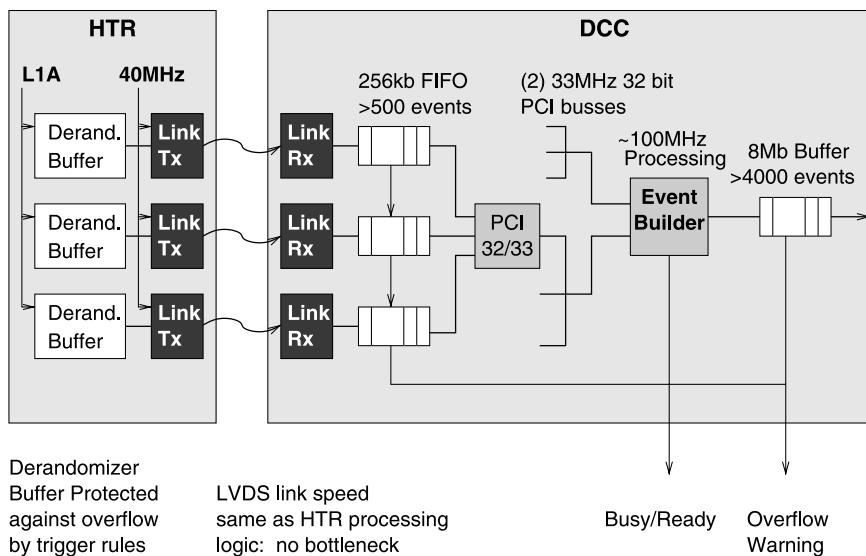 HTR
DCC
L1A
40MHz
Derand.
Buffer
Link
Tx
Derand.
Buffer
Link
Tx
Derand.
Buffer
Link
Tx
Link
Rx
Link
Rx
Link
Rx
256kb FIFO
>500 events
PCI
32/33
(2) 33MHz 32 bit
PCI busses
~100MHz
Processing
Event
Builder
8Mb Buffer
>4000 events
Derandomizer
Buffer Protected
against overflow
by trigger rules
LVDS link speed
same as HTR processing
logic: no bottleneck
Busy/Ready
Overflow
Warning